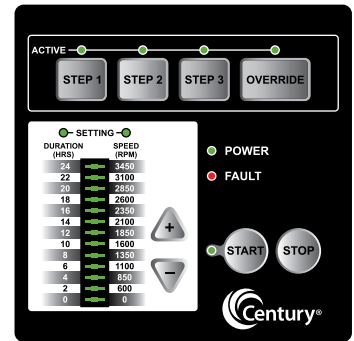 ACTIVE
STEP 1 STEP 2 STEP 3 OVERRIDE
SETTING
DURATION (HRS) SPEED (RPM)
24 3450
22 3100
20 2850
18 2600
16 2350
14 2100
12 1850
10 1600
8 1350
6 1100
4 850
2 600
0 0
+
−
POWER
FAULT
START STOP
Century®